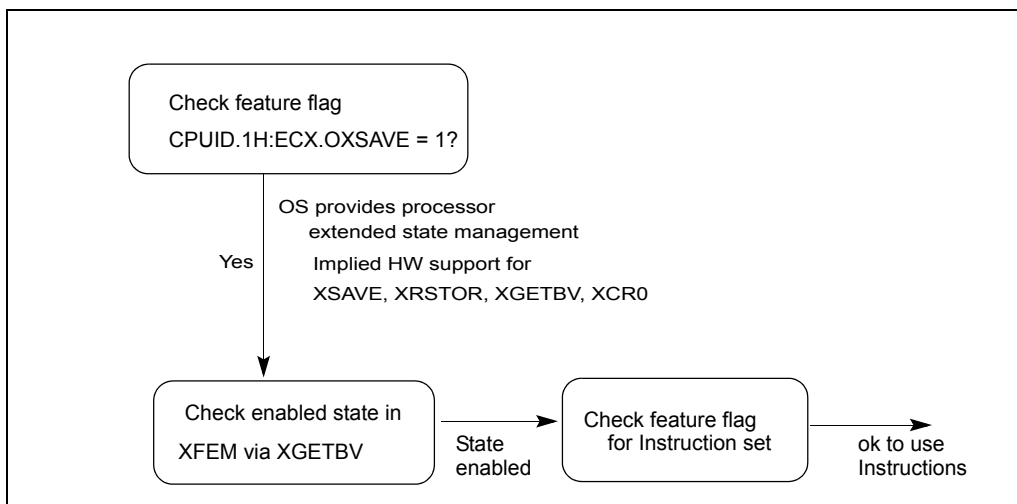 Check feature flag
CPUID.1H:ECX.OXSAVE = 1?
OS provides processor
extended state management
Yes
Implied HW support for
XSAVE, XRSTOR, XGETBV, XCR0
Check enabled state in
XFEM via XGETBV
State
enabled
Check feature flag
for Instruction set
ok to use
Instructions